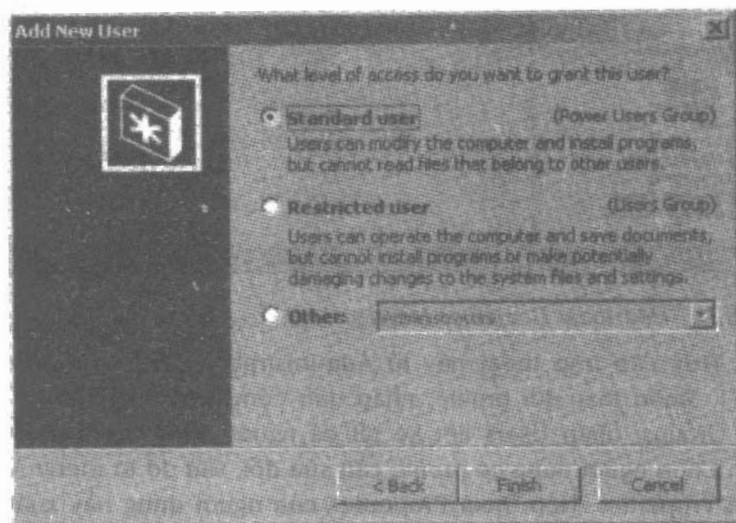 Add New User
What level of access do you want to grant this user?
Standard user (Power Users Group)
Users can modify the computer and install programs,
but cannot read files that belong to other users.
Restricted user (Users Group)
Users can operate the computer and save documents,
but cannot install programs or make potentially
damaging changes to the system files and settings.
Other: Administrators
< Back Finish Cancel